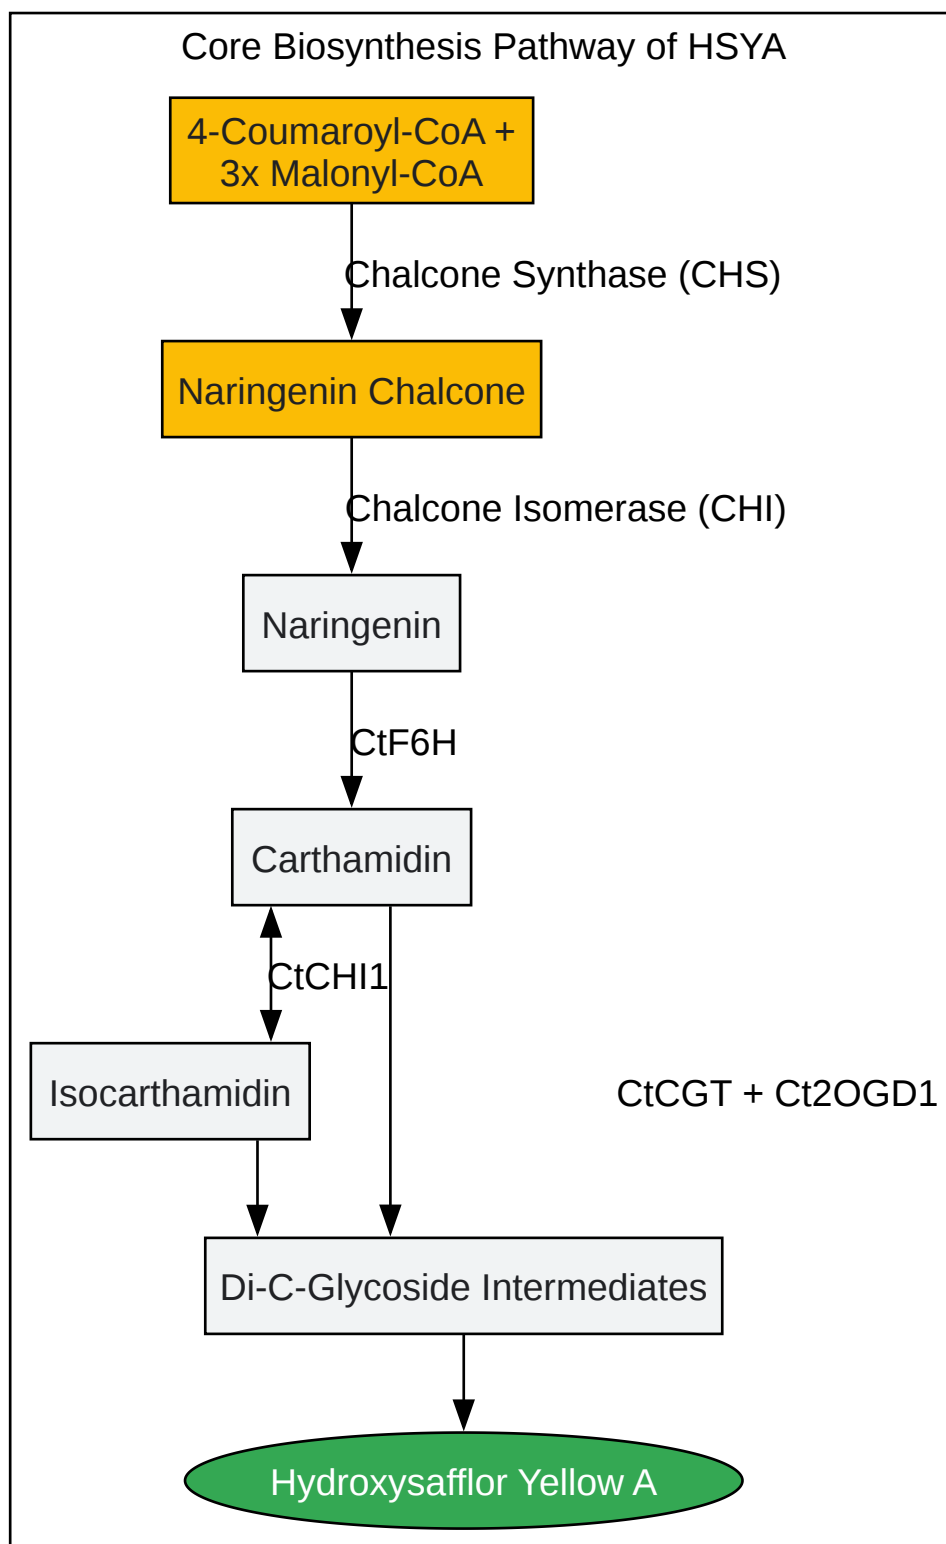 Core Biosynthesis Pathway of HSYA
4-Coumaroyl-CoA +
3x Malonyl-CoA
Chalcone Synthase (CHS)
Naringenin Chalcone
Chalcone Isomerase (CHI)
Naringenin
CtF6H
Carthamidin
CtCHI1
Isocarthamidin
CtCGT + Ct2OGD1
Di-C-Glycoside Intermediates
Hydroxysafflor Yellow A